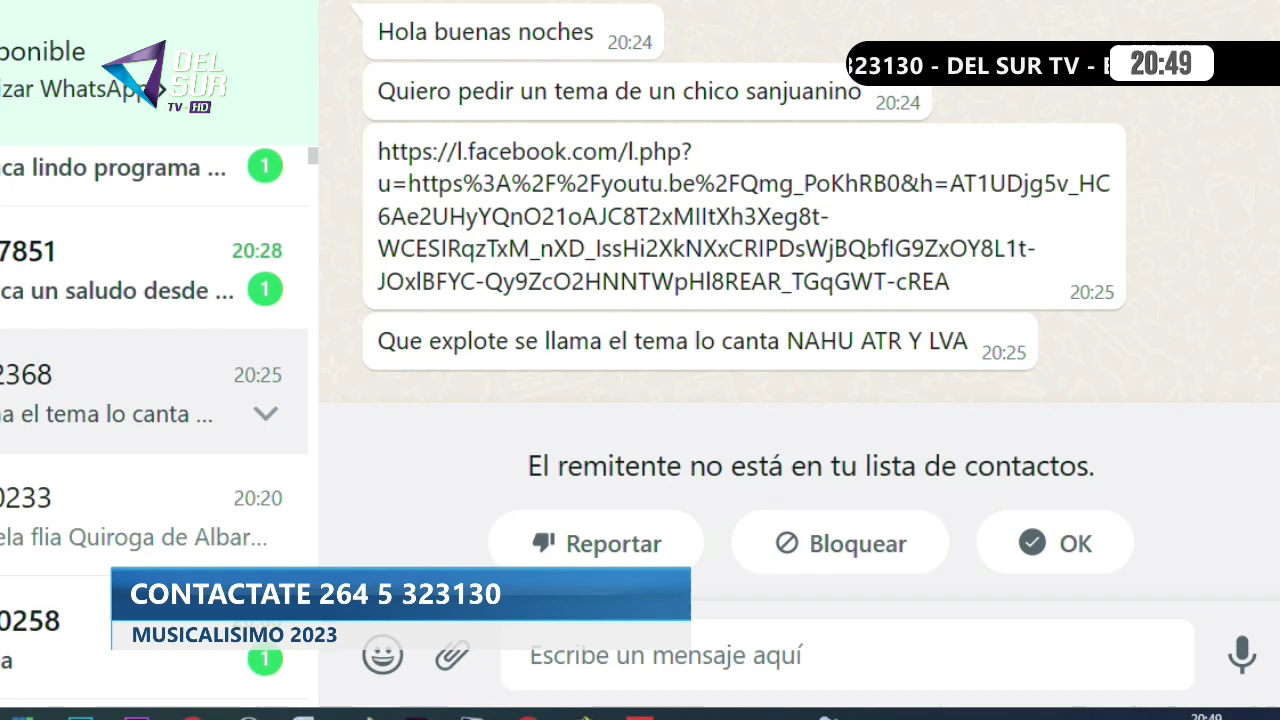 ponible
izar WhatsApp
DEL
SUR
TV-HD
ca lindo programa ...
1
7851
20:28
ca un saludo desde ...
1
2368
20:25
a el tema lo canta ...
0233
20:20
ela flia Quiroga de Albar...
0258
a
1
Hola buenas noches
20:24
323130 - DEL SUR TV - E
20:49
Quiero pedir un tema de un chico sanjuanino
20:24
https://l.facebook.com/l.php?
u=https%3A%2F%2Fyoutu.be%2FQmg_PoKhRB0&h=AT1UDjg5v_HC
6Ae2UHyYQnO21oAJC8T2xMIItXh3Xeg8t-
WCESIRqzTxM_nXD_IssHi2XkNXxCRIPDsWjBQbfIG9ZxOY8L1t-
JOxlBFYC-Qy9ZcO2HNNTWpHl8REAR_TGqGWT-cREA
20:25
Que explote se llama el tema lo canta NAHU ATR Y LVA
20:25
El remitente no está en tu lista de contactos.
Reportar
Bloquear
OK
CONTACTATE 264 5 323130
MUSICALISIMO 2023
Escribe un mensaje aquí
20:49